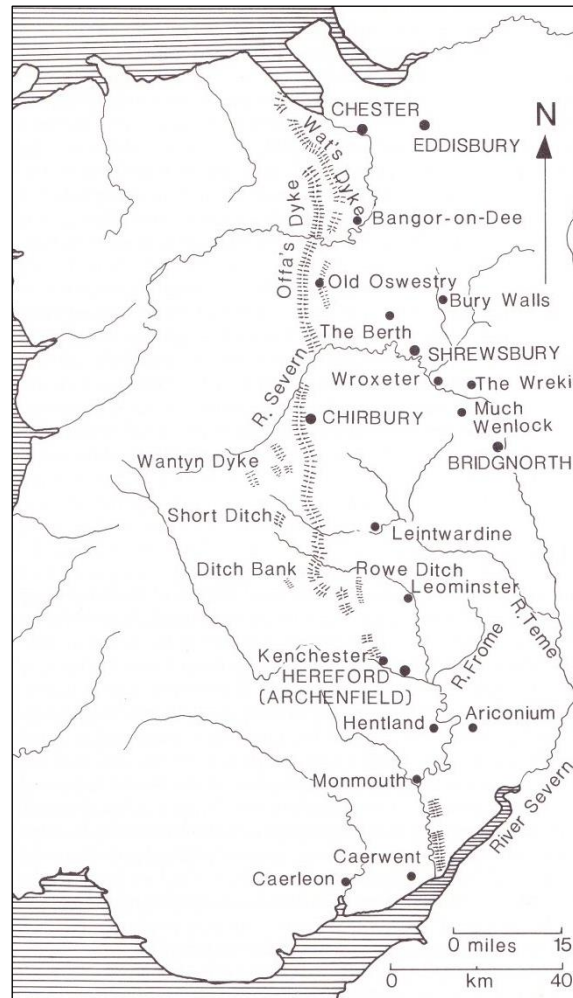 CHESTER
N
EDDISBURY
Wat's Dyke
Offa's Dyke
Bangor-on-Dee
Old Oswestry
Bury Walls
The Berth
SHREWSBURY
R. Severn
Wroxeter
The Wreki
CHIRBURY
Much
Wenlock
Wantyn Dyke
BRIDGNORTH
Short Ditch
Leintwardine
Ditch Bank
Rowe Ditch
Leominster
R. Teme
Kenchester
R. Frome
HEREFORD
(ARCHENFIELD)
Hentland
Ariconium
Monmouth
River Severn
Caerwent
Caerleon
0 miles 15
0 km 40